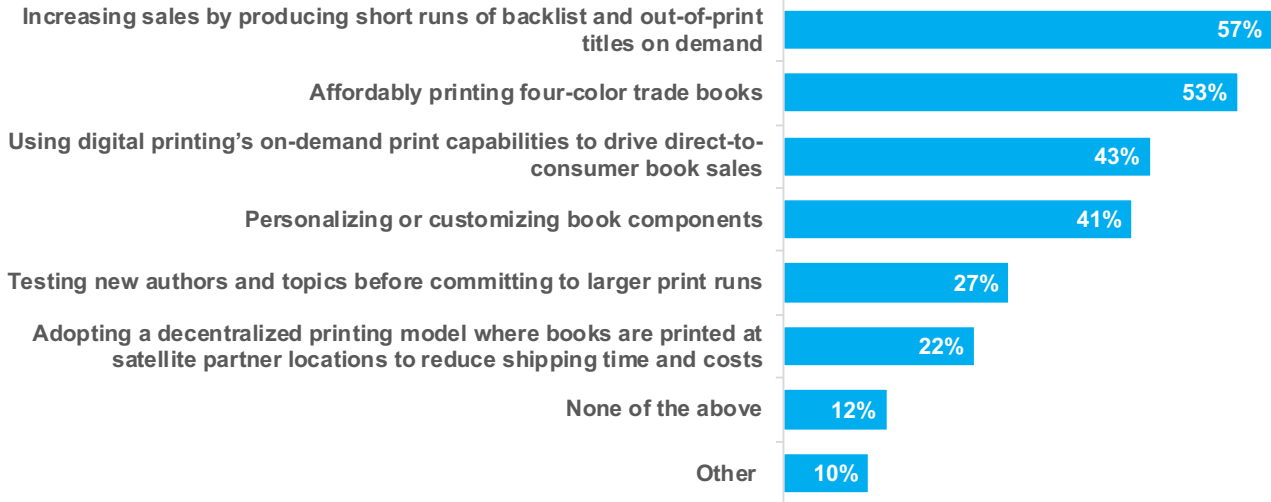 Increasing sales by producing short runs of backlist and out-of-print
titles on demand
57%
Affordably printing four-color trade books
53%
Using digital printing’s on-demand print capabilities to drive direct-to-
consumer book sales
43%
Personalizing or customizing book components
41%
Testing new authors and topics before committing to larger print runs
27%
Adopting a decentralized printing model where books are printed at
satellite partner locations to reduce shipping time and costs
22%
None of the above
12%
Other
10%